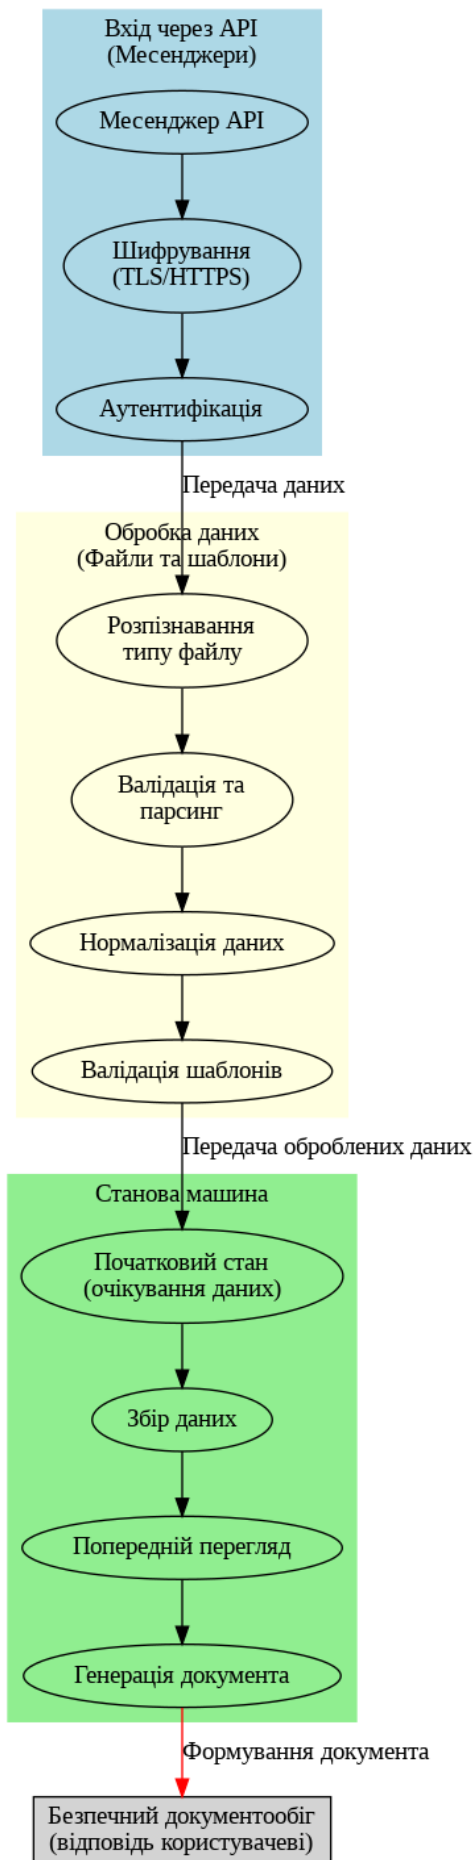 Вхід через API
(Месенджери)
Месенджер API
Шифрування
(TLS/HTTPS)
Аутентифікація
Передача даних
Обробка даних
(Файли та шаблони)
Розпізнавання
типу файлу
Валідація та
парсинг
Нормалізація даних
Валідація шаблонів
Передача оброблених даних
Станова машина
Початковий стан
(очікування даних)
Збір даних
Попередній перегляд
Генерація документа
Формування документа
Безпечний документообіг
(відповідь користувачеві)